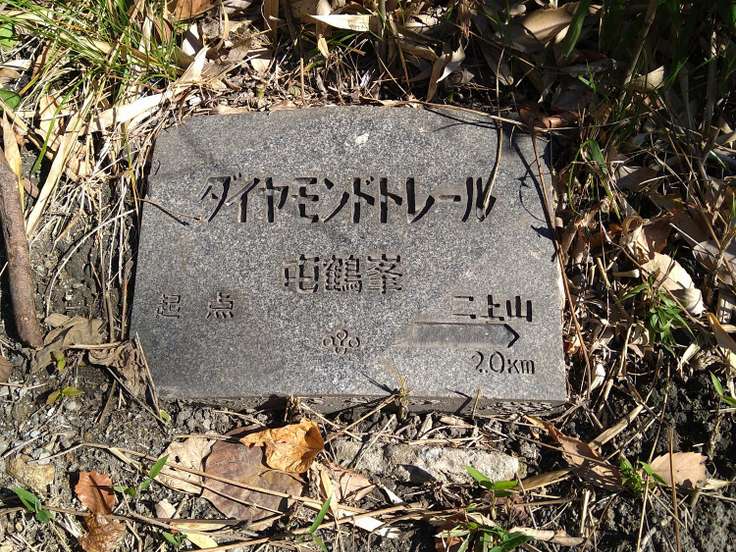 ダイヤモンドトレール
屯鶴峯
起点
二上山
2.0KM